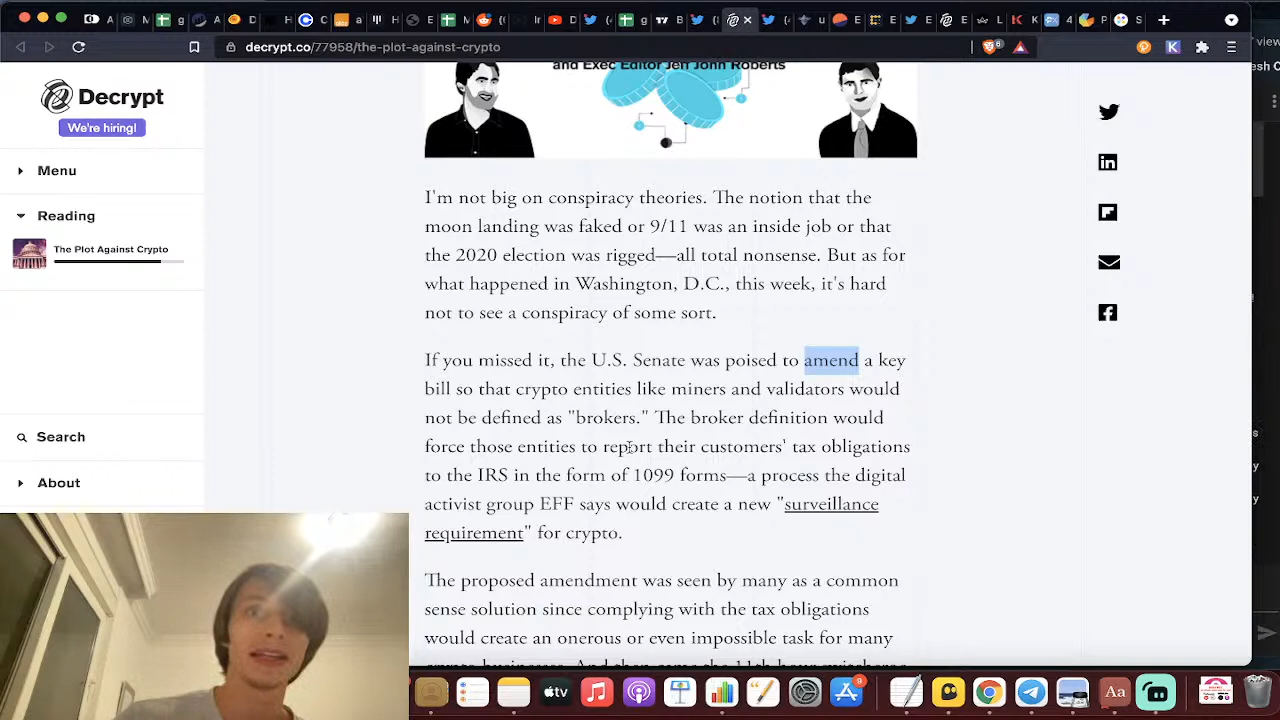 decrypt.co/77958/the-plot-against-crypto
6
Decrypt
We're hiring!
Menu
Reading
The Plot Against Crypto
Search
About
and Exec Editor Jeff John Roberts
I'm not big on conspiracy theories. The notion that the
moon landing was faked or 9/11 was an inside job or that
the 2020 election was rigged—all total nonsense. But as for
what happened in Washington, D.C., this week, it's hard
not to see a conspiracy of some sort.
If you missed it, the U.S. Senate was poised to amend a key
bill so that crypto entities like miners and validators would
not be defined as "brokers." The broker definition would
force those entities to report their customers' tax obligations
to the IRS in the form of 1099 forms—a process the digital
activist group EFF says would create a new "surveillance
requirement" for crypto.
The proposed amendment was seen by many as a common
sense solution since complying with the tax obligations
would create an onerous or even impossible task for many
tv
9
Aa